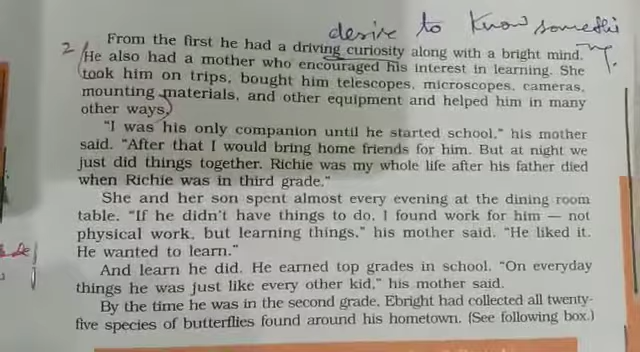 desire to know somethi
ng.
2 From the first he had a driving curiosity along with a bright mind.
He also had a mother who encouraged his interest in learning. She
took him on trips, bought him telescopes, microscopes, cameras,
mounting materials, and other equipment and helped him in many
other ways.
"I was his only companion until he started school," his mother
said. "After that I would bring home friends for him. But at night we
just did things together. Richie was my whole life after his father died
when Richie was in third grade."
She and her son spent almost every evening at the dining room
table. "If he didn't have things to do, I found work for him — not
physical work, but learning things," his mother said. "He liked it.
He wanted to learn."
And learn he did. He earned top grades in school. "On everyday
things he was just like every other kid," his mother said.
By the time he was in the second grade, Ebright had collected all twenty-
five species of butterflies found around his hometown. (See following box.)